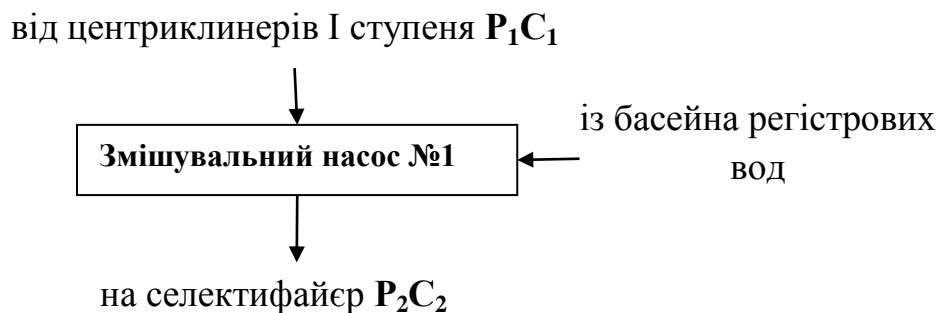 від центриклинерів І ступеня P₁C₁
із басейна регістрових
Змішувальний насос №1
вод
на селектифайєр P₂C₂